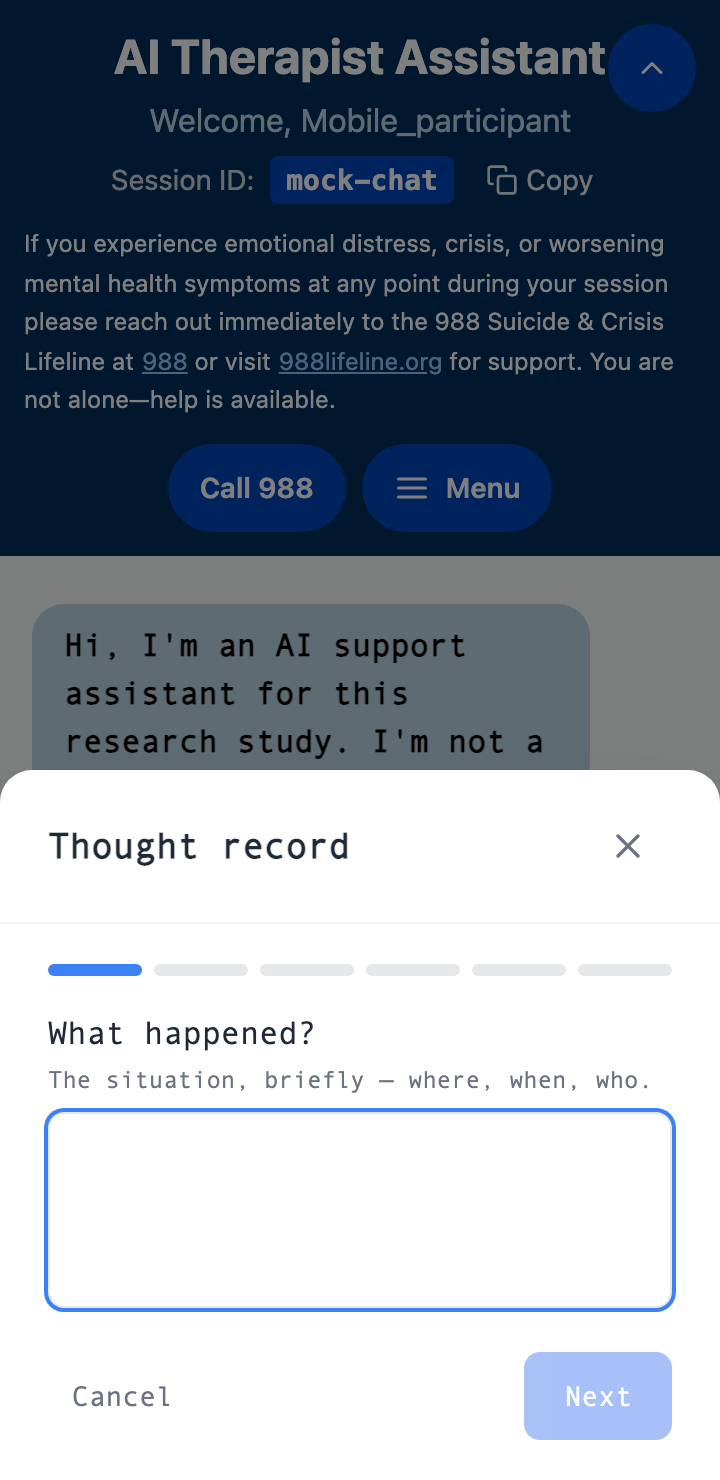 AI Therapist Assistant
Welcome, Mobile_participant
Session ID: mock-chat Copy
If you experience emotional distress, crisis, or worsening
mental health symptoms at any point during your session
please reach out immediately to the 988 Suicide & Crisis
Lifeline at 988 or visit 988lifeline.org for support. You are
not alone—help is available.
Call 988 Menu
Hi, I'm an AI support
assistant for this
research study. I'm not a
Thought record
What happened?
The situation, briefly — where, when, who.
Cancel Next